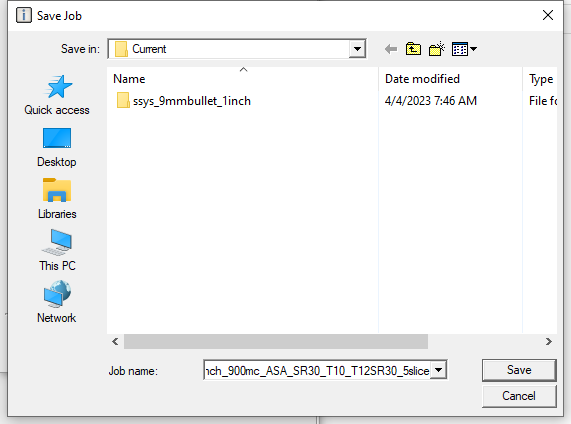 Save Job
Save in: Current
Name Date modified Type
ssys_9mmbullet_1inch 4/4/2023 7:46 AM File fo
Quick access
Desktop
Libraries
This PC
Network
Job name: nch_900mc_ASA_SR30_T10_T12SR30_5slice
Save
Cancel